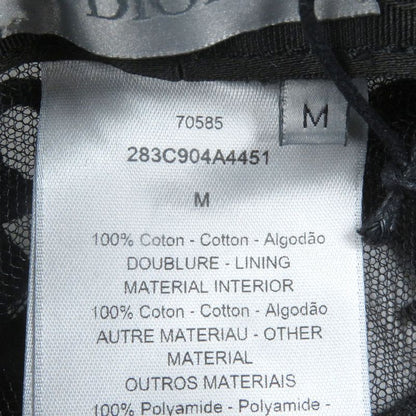 DIOR
M
70585
283C904A4451
M
100% Coton - Cotton - Algodão
DOUBLURE - LINING
MATERIAL INTERIOR
100% Coton - Cotton - Algodão
AUTRE MATERIAU - OTHER
MATERIAL
OUTROS MATERIAIS
100% Polyamide - Polyamide -